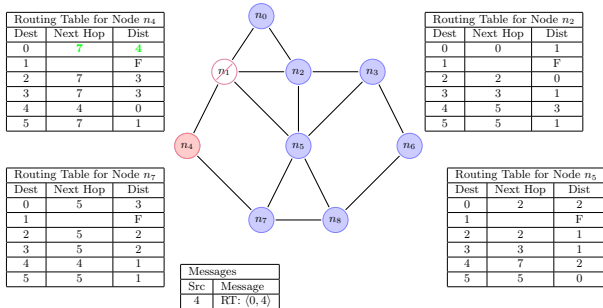 Routing Table for Node n4
Dest Next Hop Dist
0 7 4
1 F
2 7 3
3 7 3
4 4 0
5 7 1
n0
n1
n2
n3
n4
n5
n6
n7
n8
Routing Table for Node n2
Dest Next Hop Dist
0 0 1
1 F
2 2 0
3 3 1
4 5 3
5 5 1
Routing Table for Node n7
Dest Next Hop Dist
0 5 3
1 F
2 5 2
3 5 2
4 4 1
5 5 1
Messages
Src Message
4 RT: ⟨0, 4⟩
Routing Table for Node n5
Dest Next Hop Dist
0 2 2
1 F
2 2 1
3 3 1
4 7 2
5 5 0